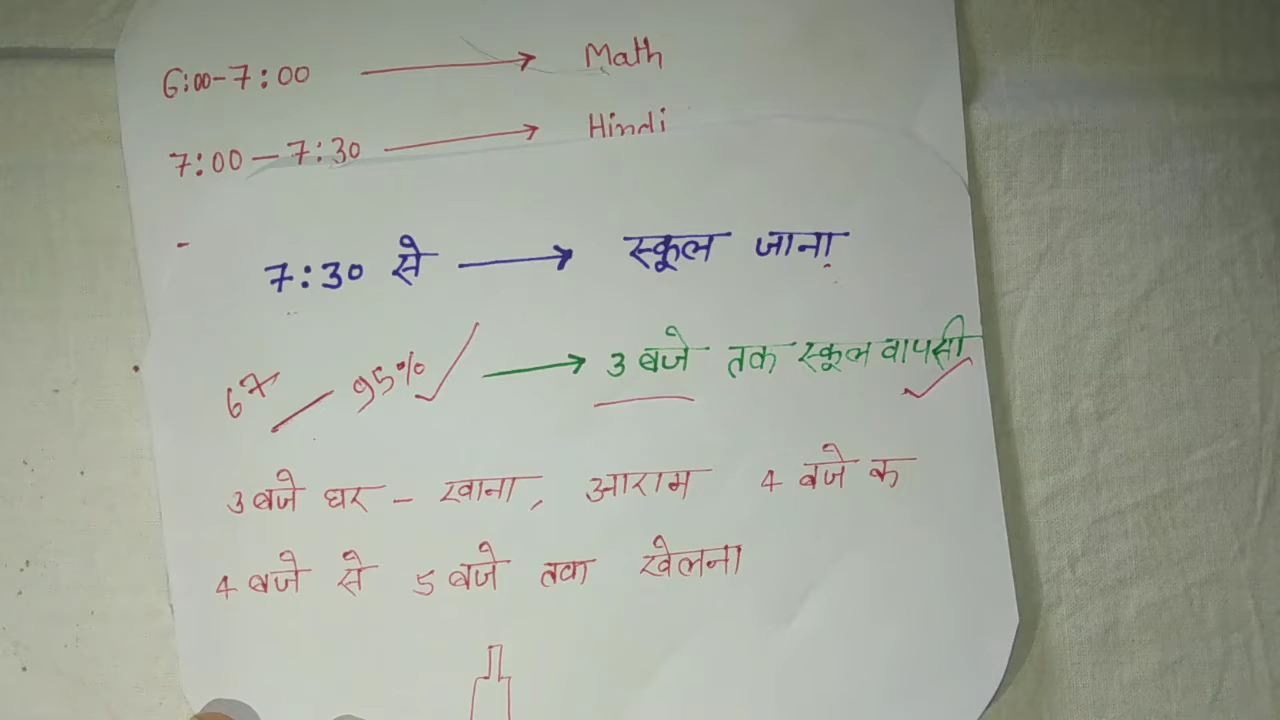 6:00-7:00 → Math
7:00 - 7:30 → Hindi
-
7:30 से → स्कूल जाना
95% ✓ → 3 बजे तक स्कूल वापसी
3 बजे घर - खाना, आराम 4 बजे क
4 बजे से 5 बजे तक खेलना